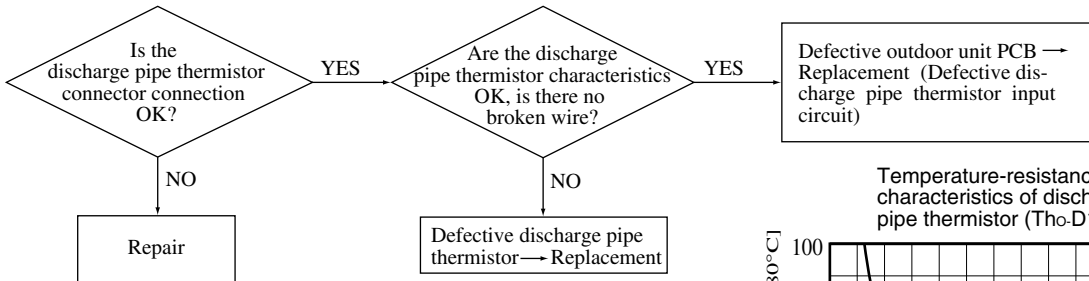 Is the
discharge pipe thermistor
connector connection
OK?
YES
NO
Repair
Are the discharge
pipe thermistor characteristics
OK, is there no
broken wire?
YES
NO
Defective discharge pipe
thermistor → Replacement
Defective outdoor unit PCB →
Replacement (Defective dis-
charge pipe thermistor input
circuit)
Temperature-resistanc
characteristics of disch
pipe thermistor (Tho-D
100
80°C]